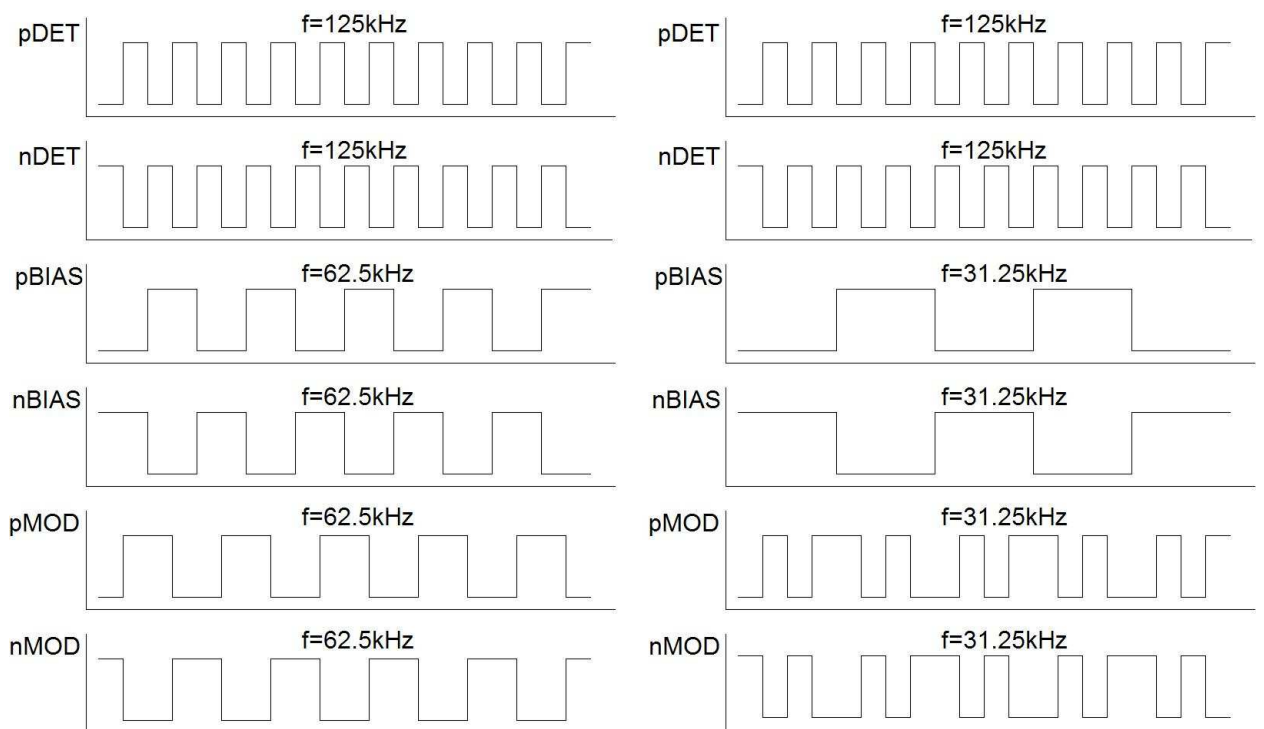 pDET f=125kHz
nDET f=125kHz
pBIAS f=62.5kHz
nBIAS f=62.5kHz
pMOD f=62.5kHz
nMOD f=62.5kHz
pDET f=125kHz
nDET f=125kHz
pBIAS f=31.25kHz
nBIAS f=31.25kHz
pMOD f=31.25kHz
nMOD f=31.25kHz